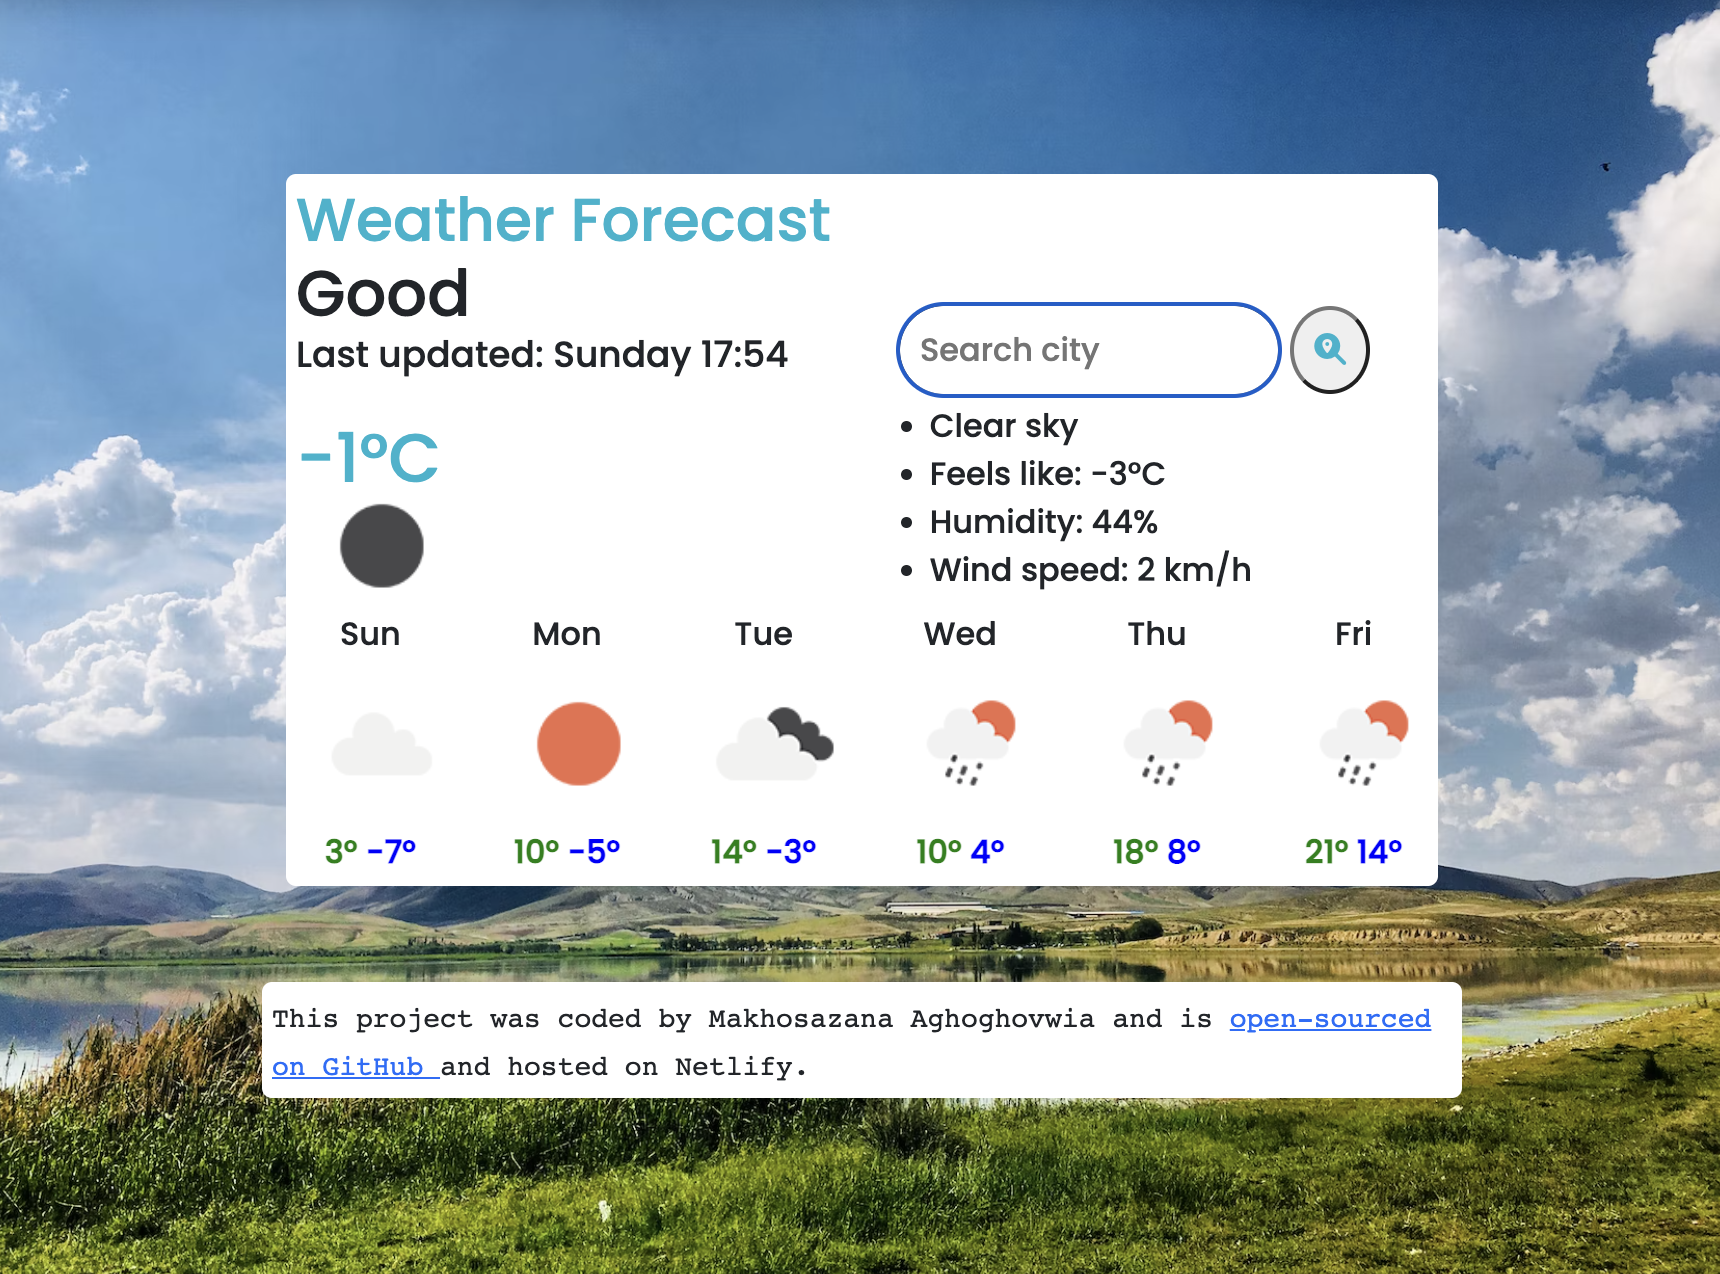 Weather Forecast
Good
Last updated: Sunday 17:54
Search city
-1°C
Clear sky
Feels like: -3°C
Humidity: 44%
Wind speed: 2 km/h
Sun Mon Tue Wed Thu Fri
3° -7° 10° -5° 14° -3° 10° 4° 18° 8° 21° 14°
This project was coded by Makhosazana Aghoghovwia and is open-sourced
on GitHub and hosted on Netlify.